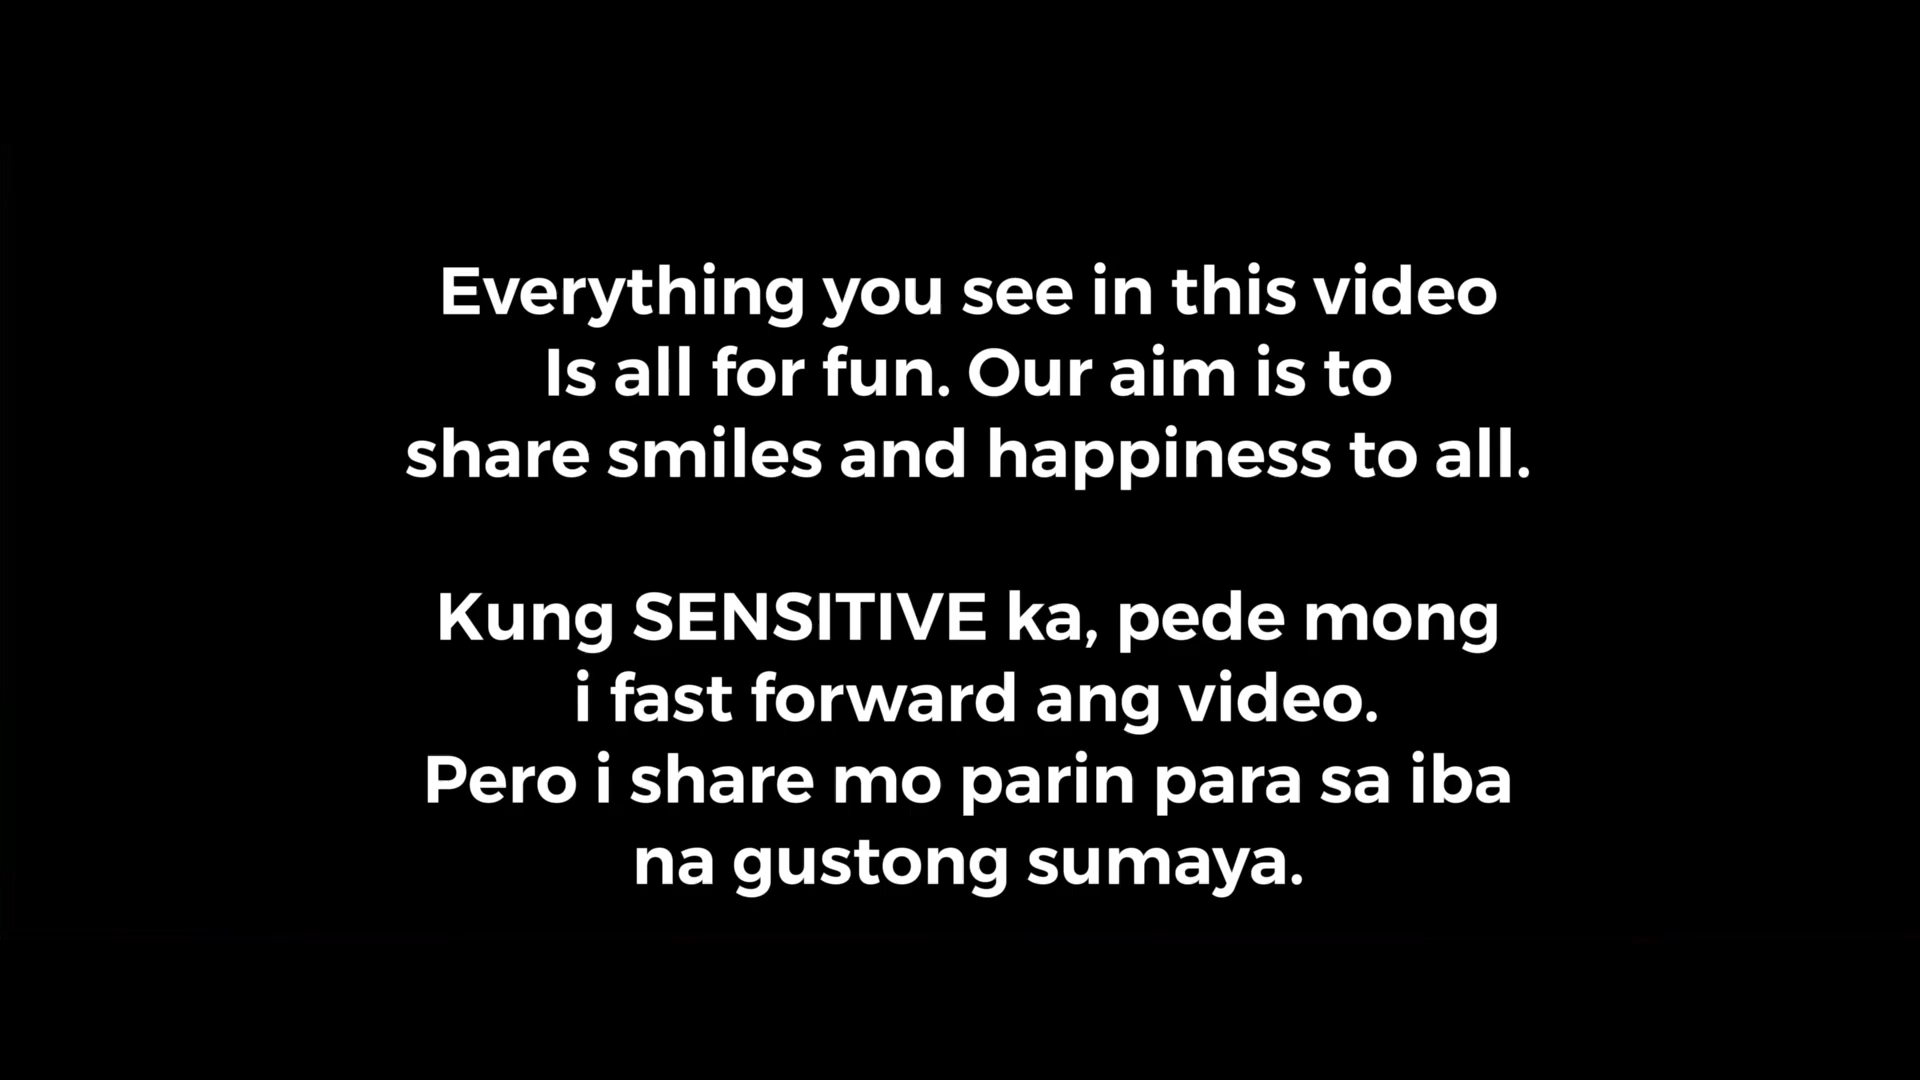 Everything you see in this video
Is all for fun. Our aim is to
share smiles and happiness to all.
Kung SENSITIVE ka, pede mong
i fast forward ang video.
Pero i share mo parin para sa iba
na gustong sumaya.